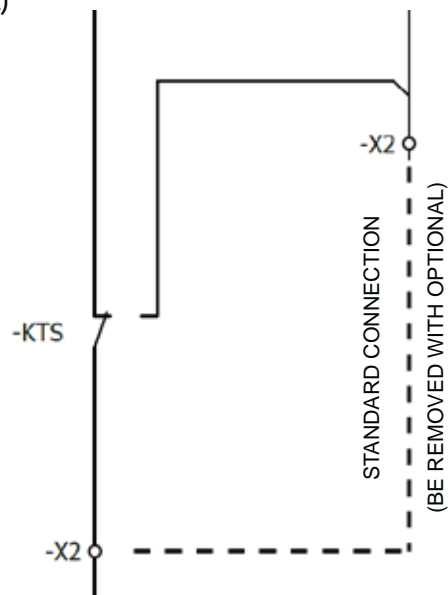 )
-X2
STANDARD CONNECTION
(BE REMOVED WITH OPTIONAL)
-KTS
-X2